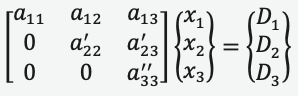 [a₁₁ a₁₂ a₁₃] {x₁} {D₁}
[0 a′₂₂ a′₂₃] {x₂} = {D₂}
[0 0 a″₃₃] {x₃} {D₃}